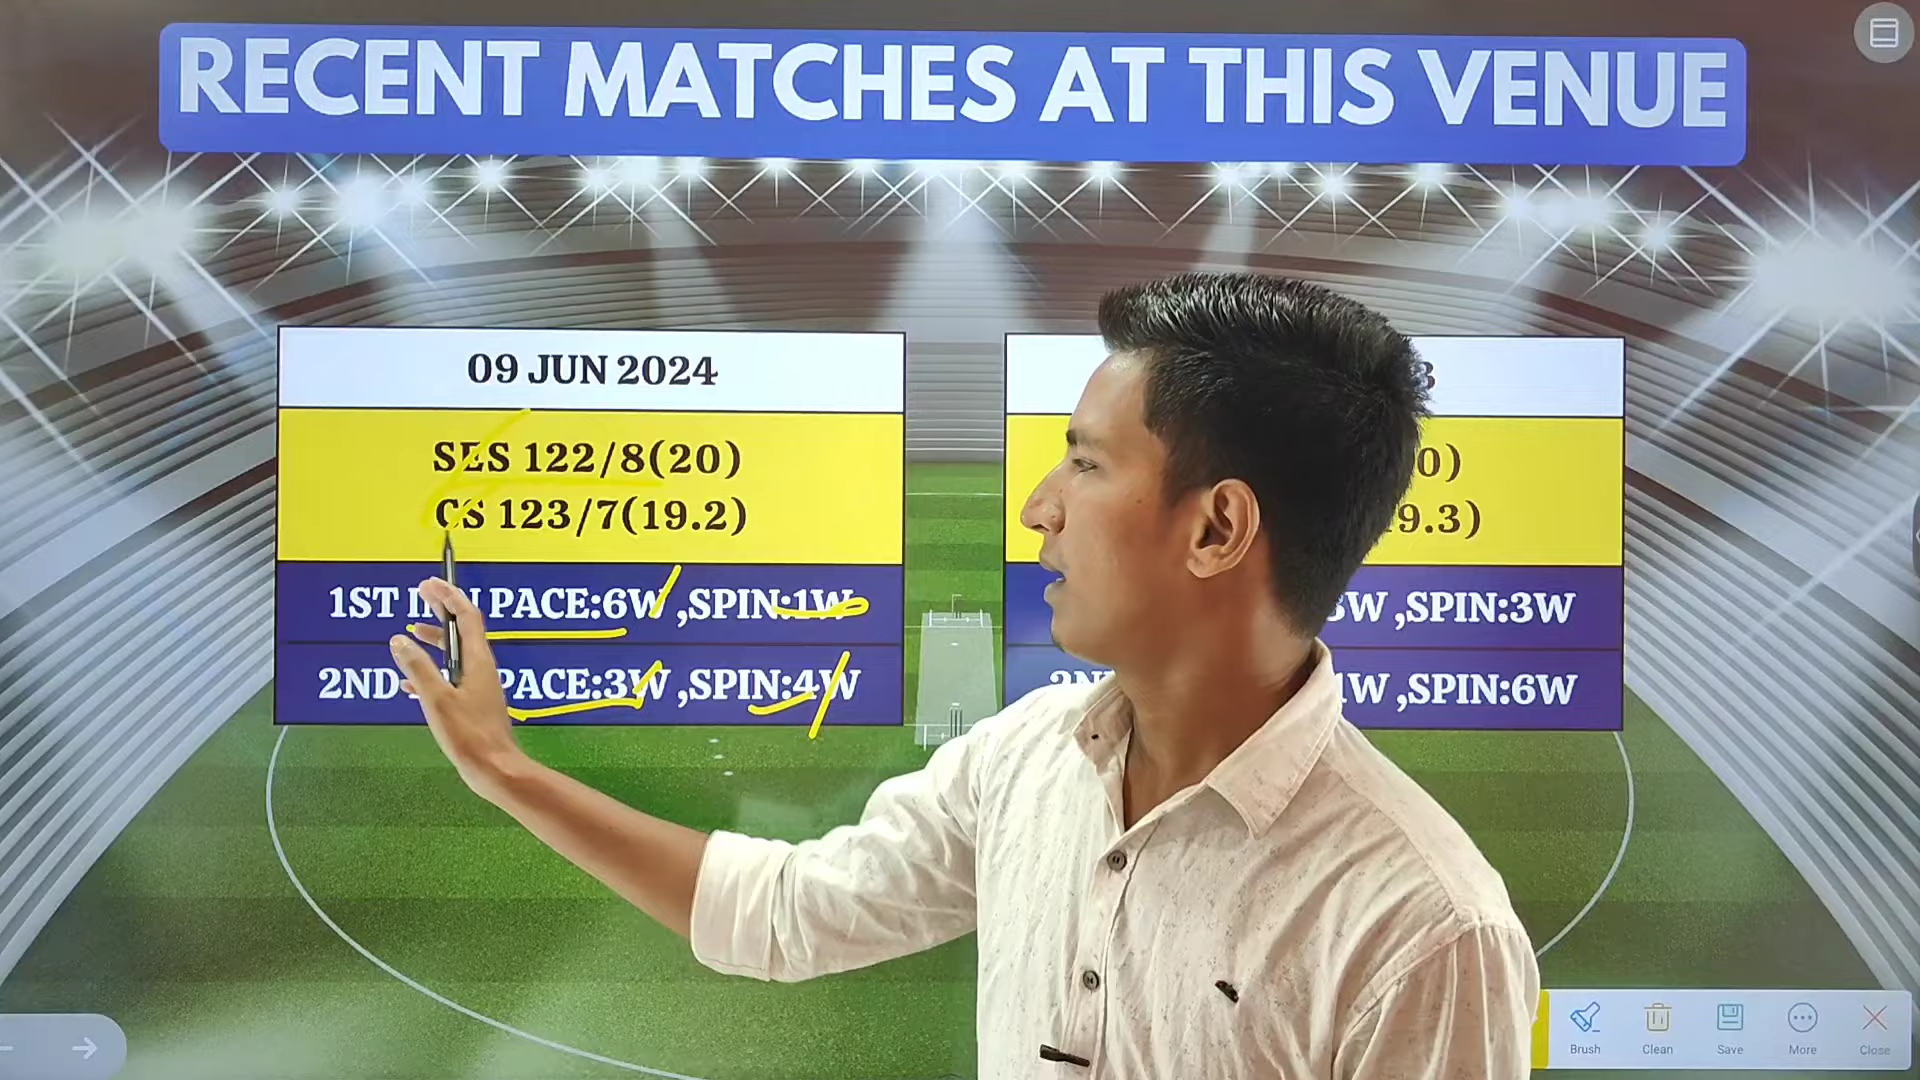 RECENT MATCHES AT THIS VENUE
09 JUN 2024
SES 122/8(20)
CS 123/7(19.2)
1ST INN PACE:6W ,SPIN:1W
2ND PACE:3W ,SPIN:4W
3
0)
9.3)
W ,SPIN:3W
1W ,SPIN:6W
Brush
Clean
Save
More
Close